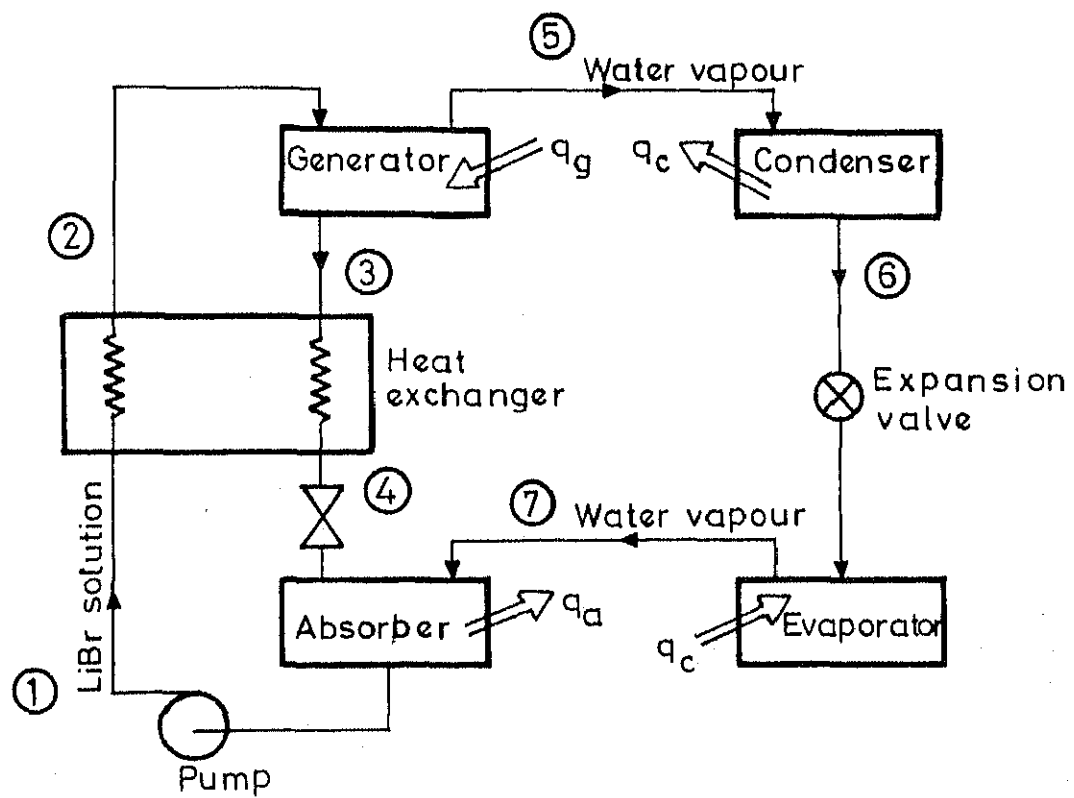 ⑤
Water vapour
Generator
q_g
q_c
Condenser
②
③
⑥
Heat
exchanger
Expansion
valve
④
⑦
Water vapour
LiBr solution
Absorber
q_a
q_c
Evaporator
①
Pump